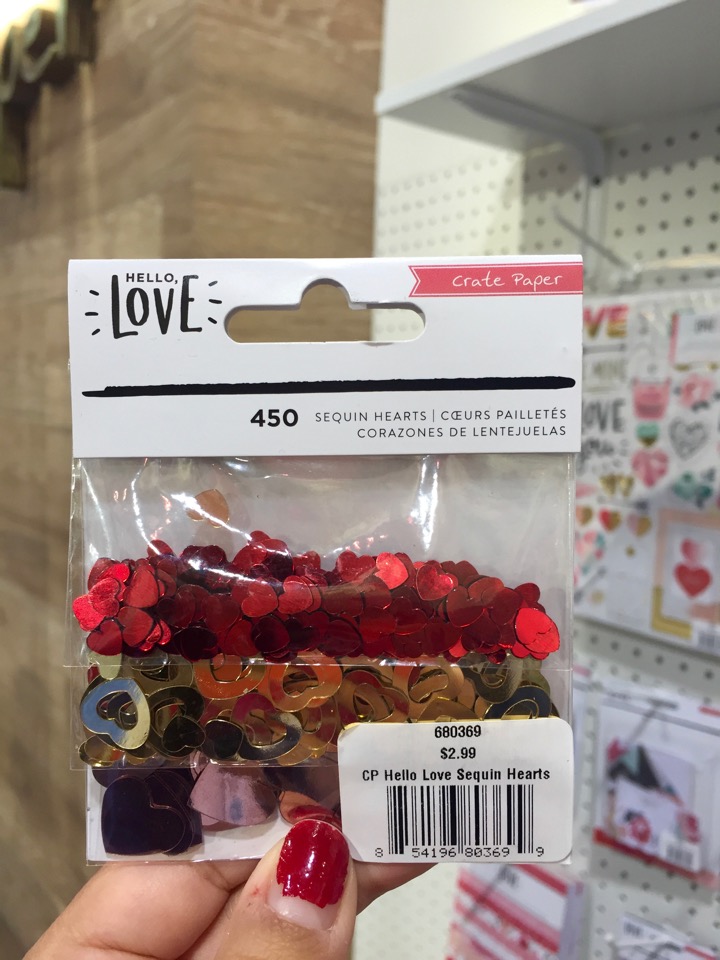 HELLO,
LOVE
Crate Paper
450 SEQUIN HEARTS | CŒURS PAILLETÉS
CORAZONES DE LENTEJUELAS
680369
$2.99
CP Hello Love Sequin Hearts
8 54196 80369 9